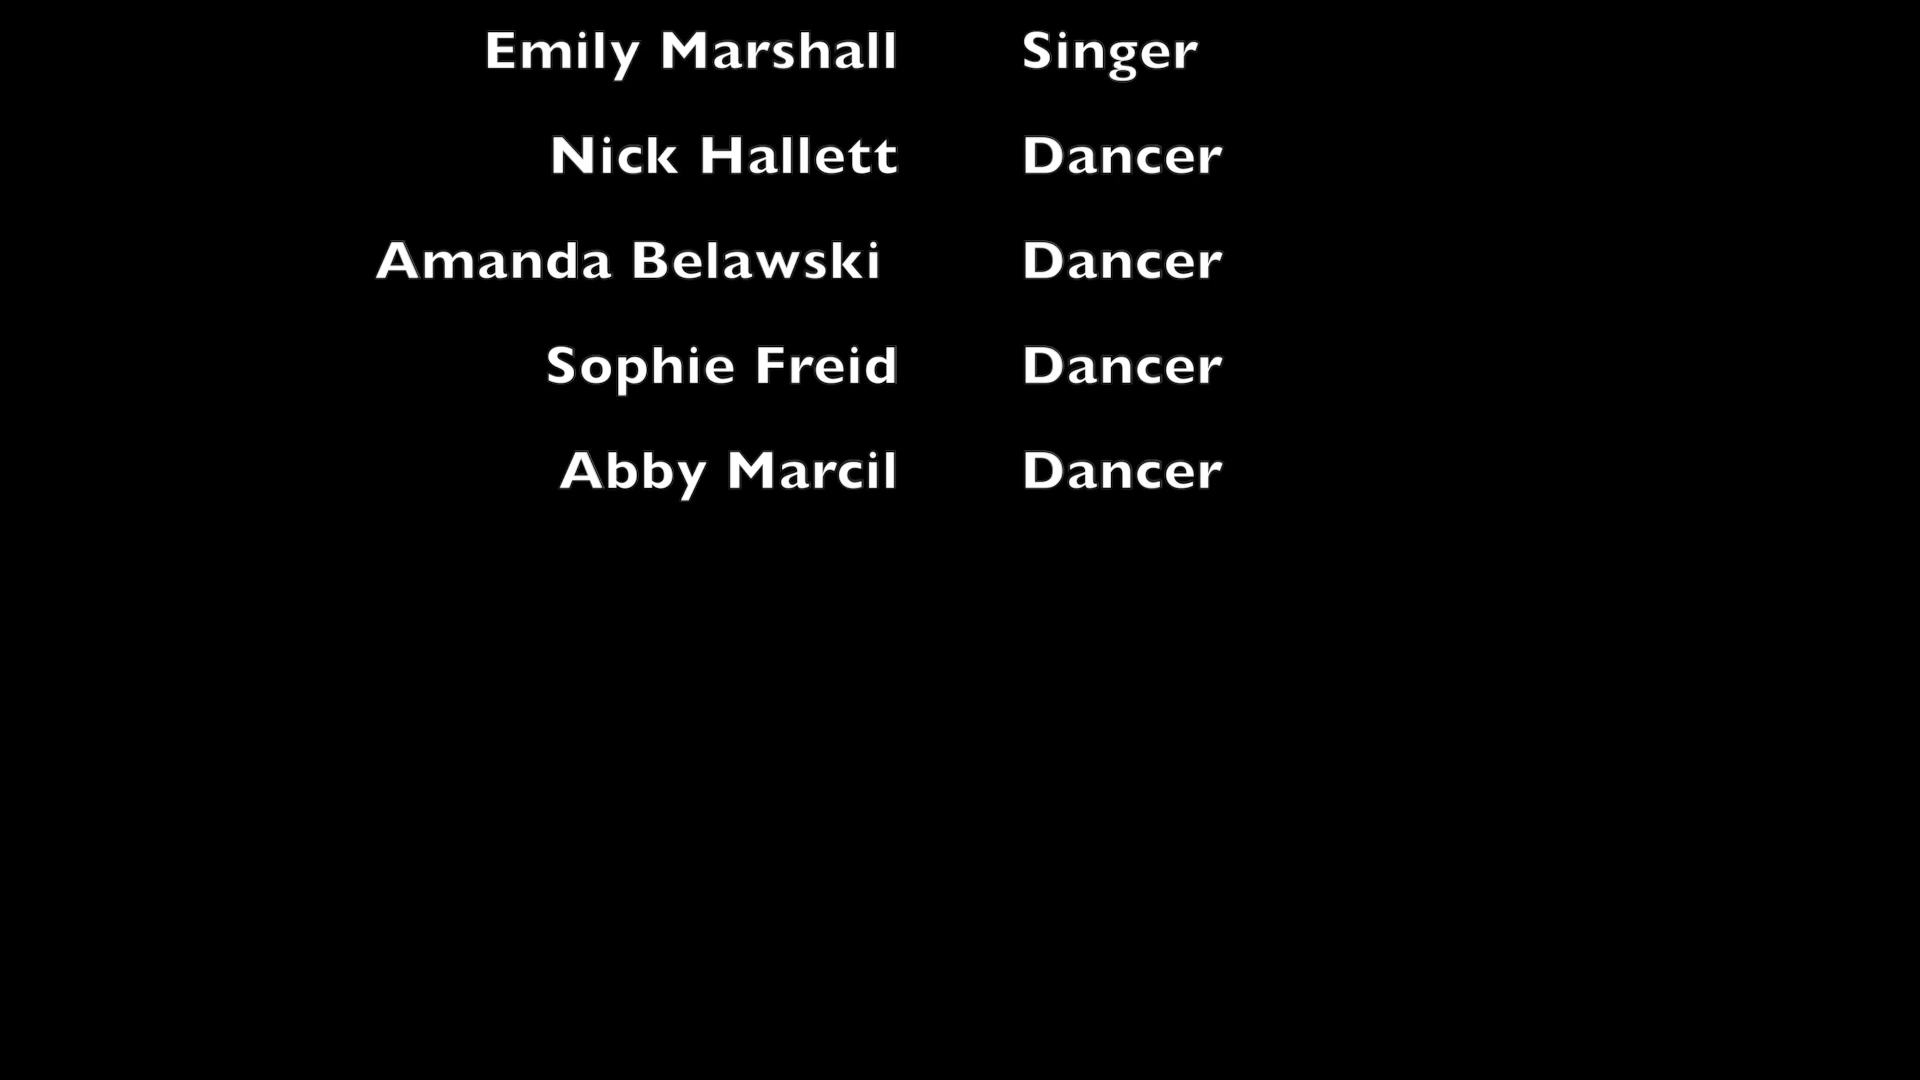 Emily Marshall Singer
Nick Hallett Dancer
Amanda Belawski Dancer
Sophie Freid Dancer
Abby Marcil Dancer